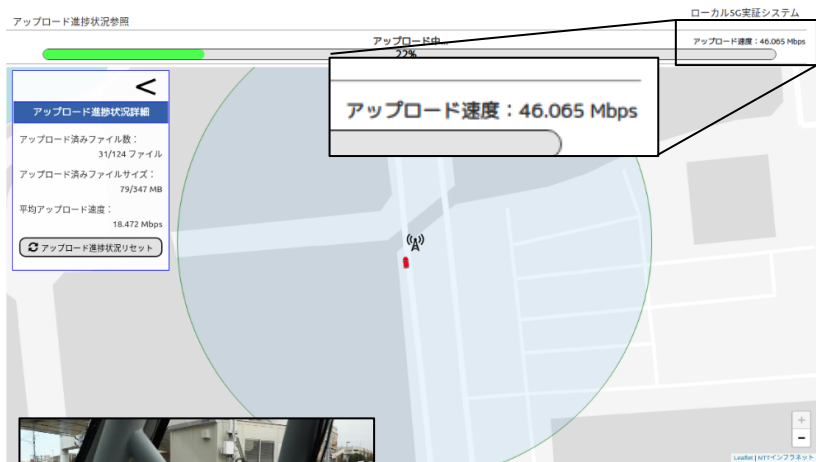 ローカル5G実証システム
アップロード進捗状況参照
アップロード中...
22%
アップロード速度：46.065 Mbps
アップロード速度：46.065 Mbps
<
アップロード進捗状況詳細
アップロード済みファイル数：
31/124 ファイル
アップロード済みファイルサイズ：
79/347 MB
平均アップロード速度：
18.472 Mbps
アップロード進捗状況リセット
+
−
Leaflet | NTTインフラネット